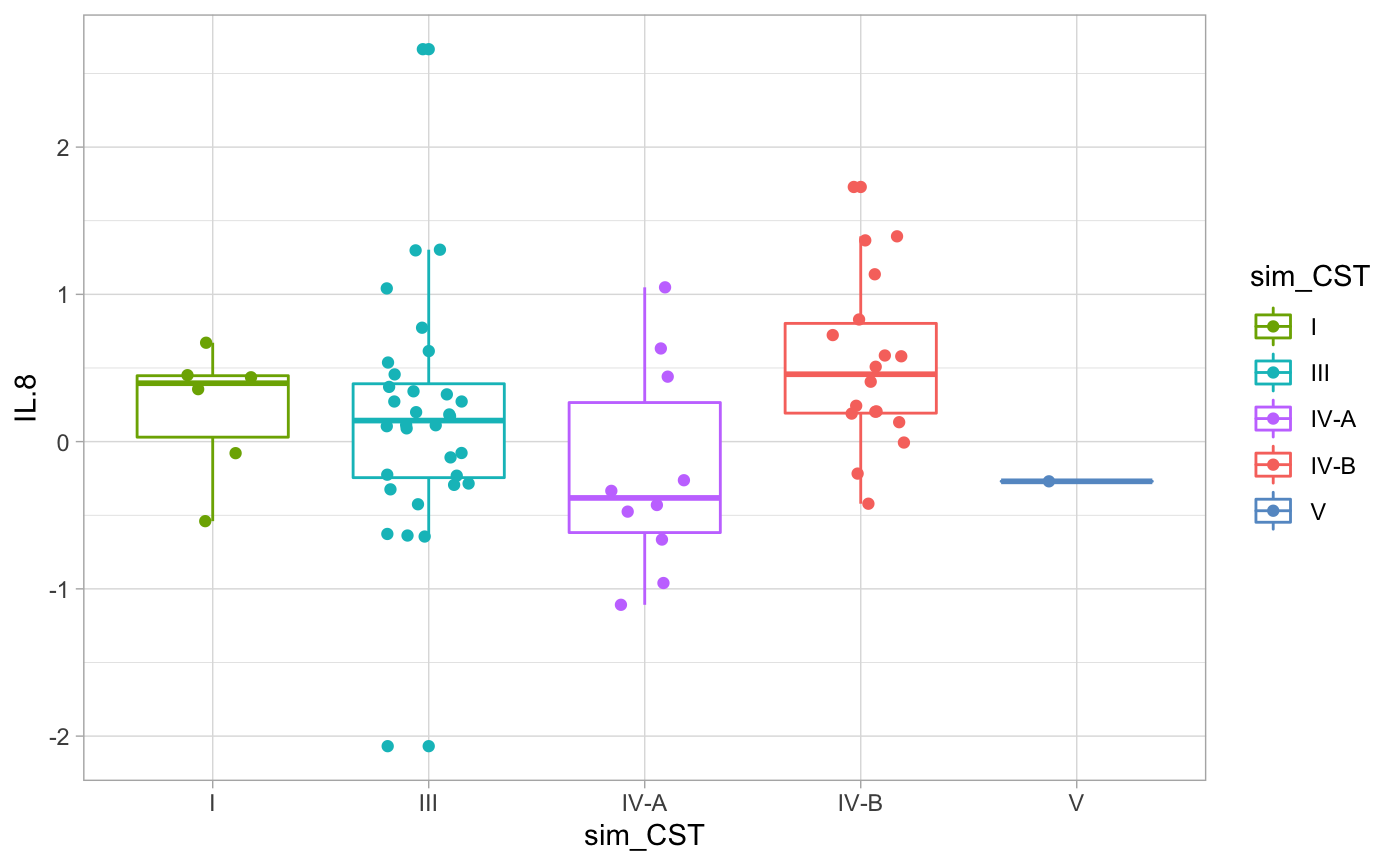 IL.8
2
1
0
-1
-2
I III IV-A IV-B V
sim_CST
sim_CST
I
III
IV-A
IV-B
V